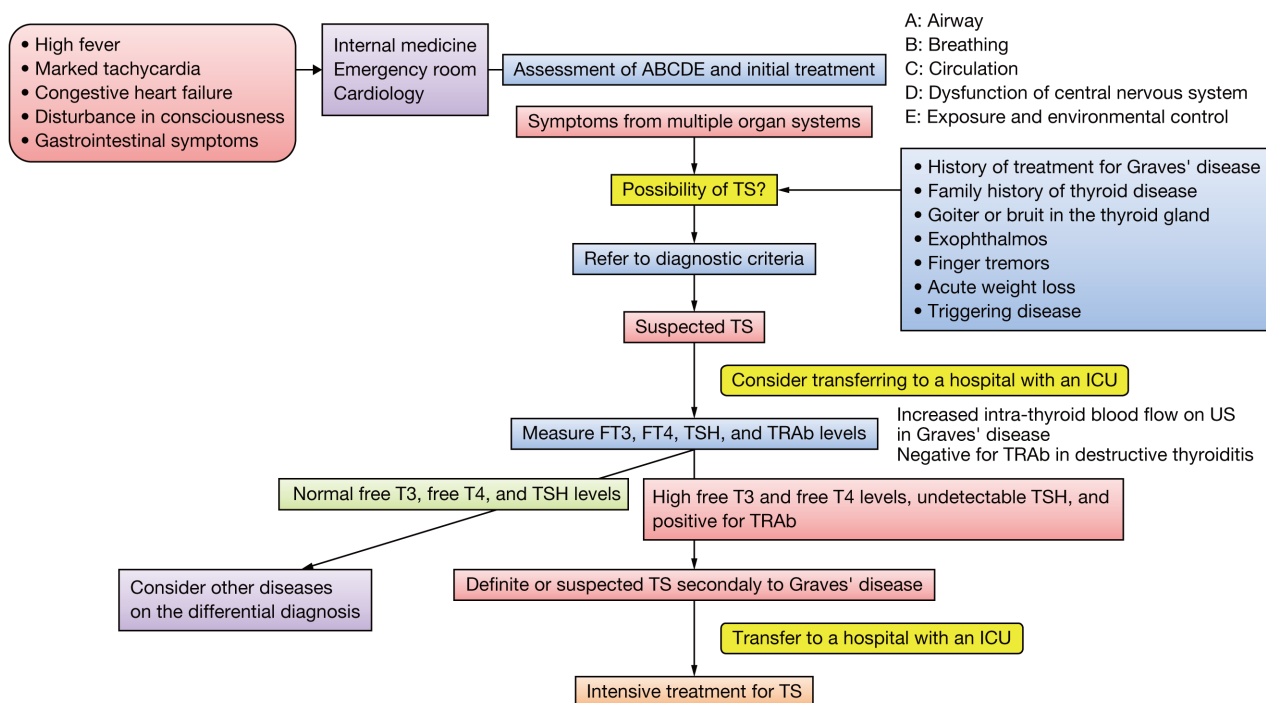 • High fever
• Marked tachycardia
• Congestive heart failure
• Disturbance in consciousness
• Gastrointestinal symptoms
Internal medicine
Emergency room
Cardiology
Assessment of ABCDE and initial treatment
A: Airway
B: Breathing
C: Circulation
D: Dysfunction of central nervous system
E: Exposure and environmental control
Symptoms from multiple organ systems
Possibility of TS?
• History of treatment for Graves' disease
• Family history of thyroid disease
• Goiter or bruit in the thyroid gland
• Exophthalmos
• Finger tremors
• Acute weight loss
• Triggering disease
Refer to diagnostic criteria
Suspected TS
Consider transferring to a hospital with an ICU
Measure FT3, FT4, TSH, and TRAb levels
Increased intra-thyroid blood flow on US
in Graves' disease
Negative for TRAb in destructive thyroiditis
Normal free T3, free T4, and TSH levels
High free T3 and free T4 levels, undetectable TSH, and
positive for TRAb
Consider other diseases
on the differential diagnosis
Definite or suspected TS secondaly to Graves' disease
Transfer to a hospital with an ICU
Intensive treatment for TS